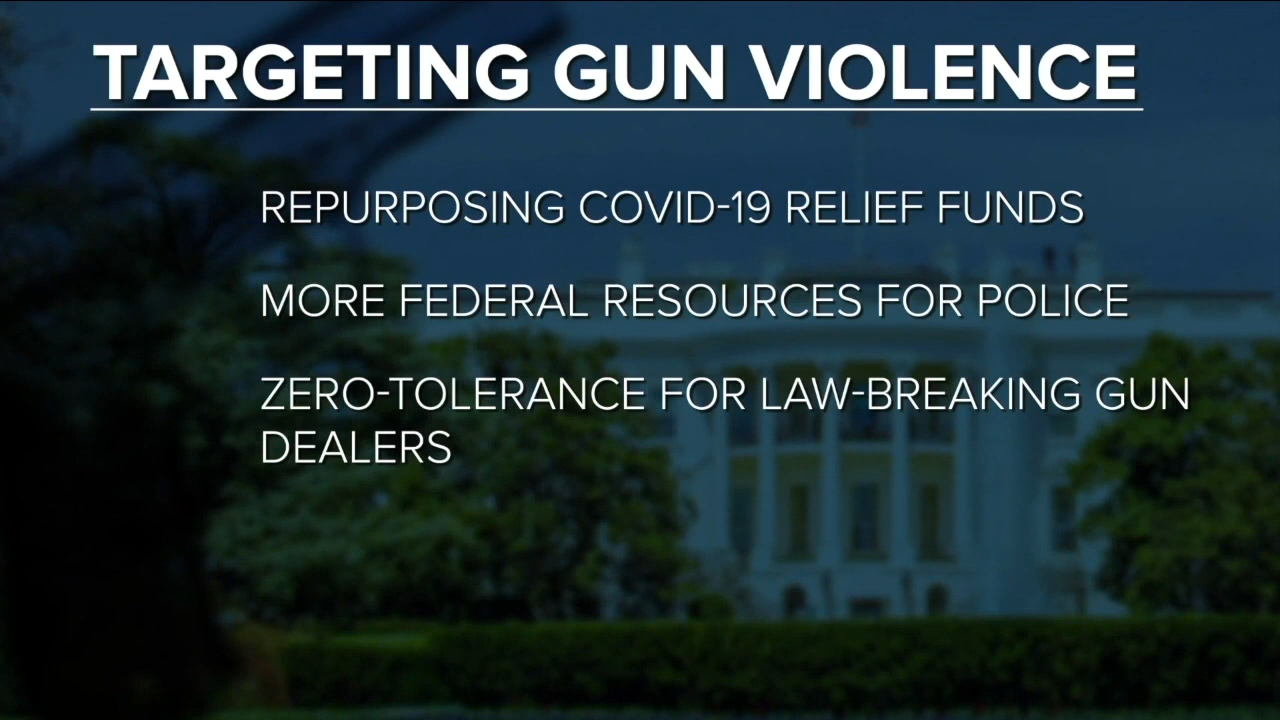 TARGETING GUN VIOLENCE
REPURPOSING COVID-19 RELIEF FUNDS
MORE FEDERAL RESOURCES FOR POLICE
ZERO-TOLERANCE FOR LAW-BREAKING GUN
DEALERS